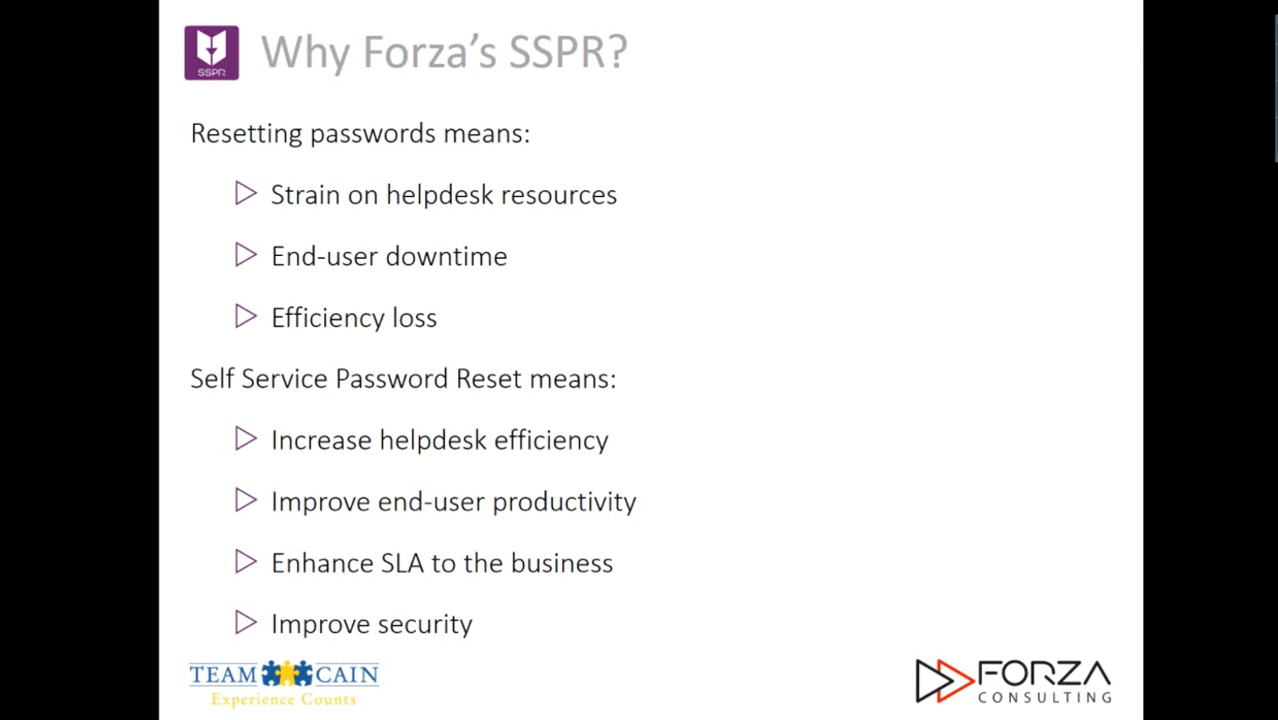 SSPR
Why Forza's SSPR?
Resetting passwords means:
Strain on helpdesk resources
End-user downtime
Efficiency loss
Self Service Password Reset means:
Increase helpdesk efficiency
Improve end-user productivity
Enhance SLA to the business
Improve security
TEAM CAIN
Experience Counts
FORZA
CONSULTING